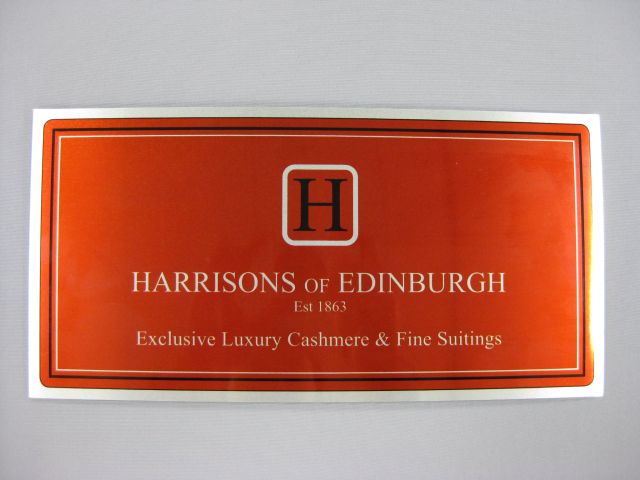 H
HARRISONS OF EDINBURGH
Est 1863
Exclusive Luxury Cashmere & Fine Suitings